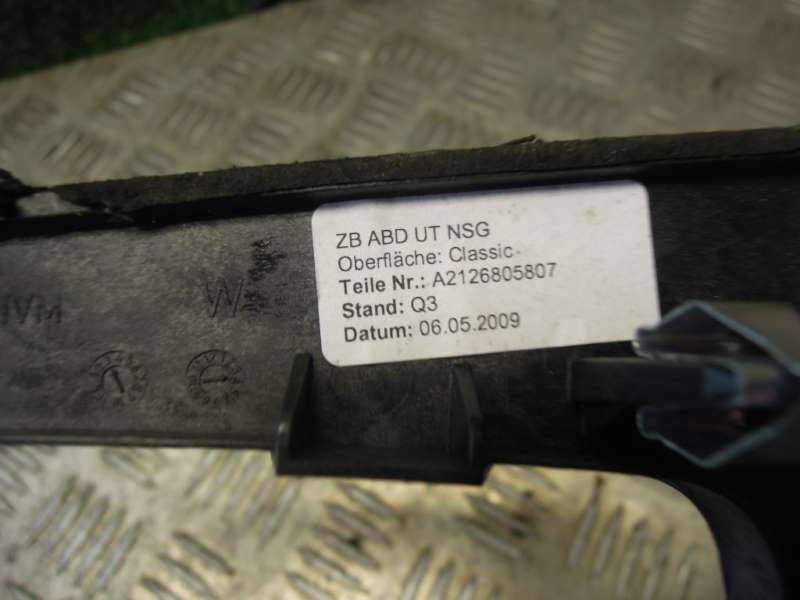 ZB ABD UT NSG
Oberfläche: Classic
Teile Nr.: A2126805807
Stand: Q3
Datum: 06.05.2009
W